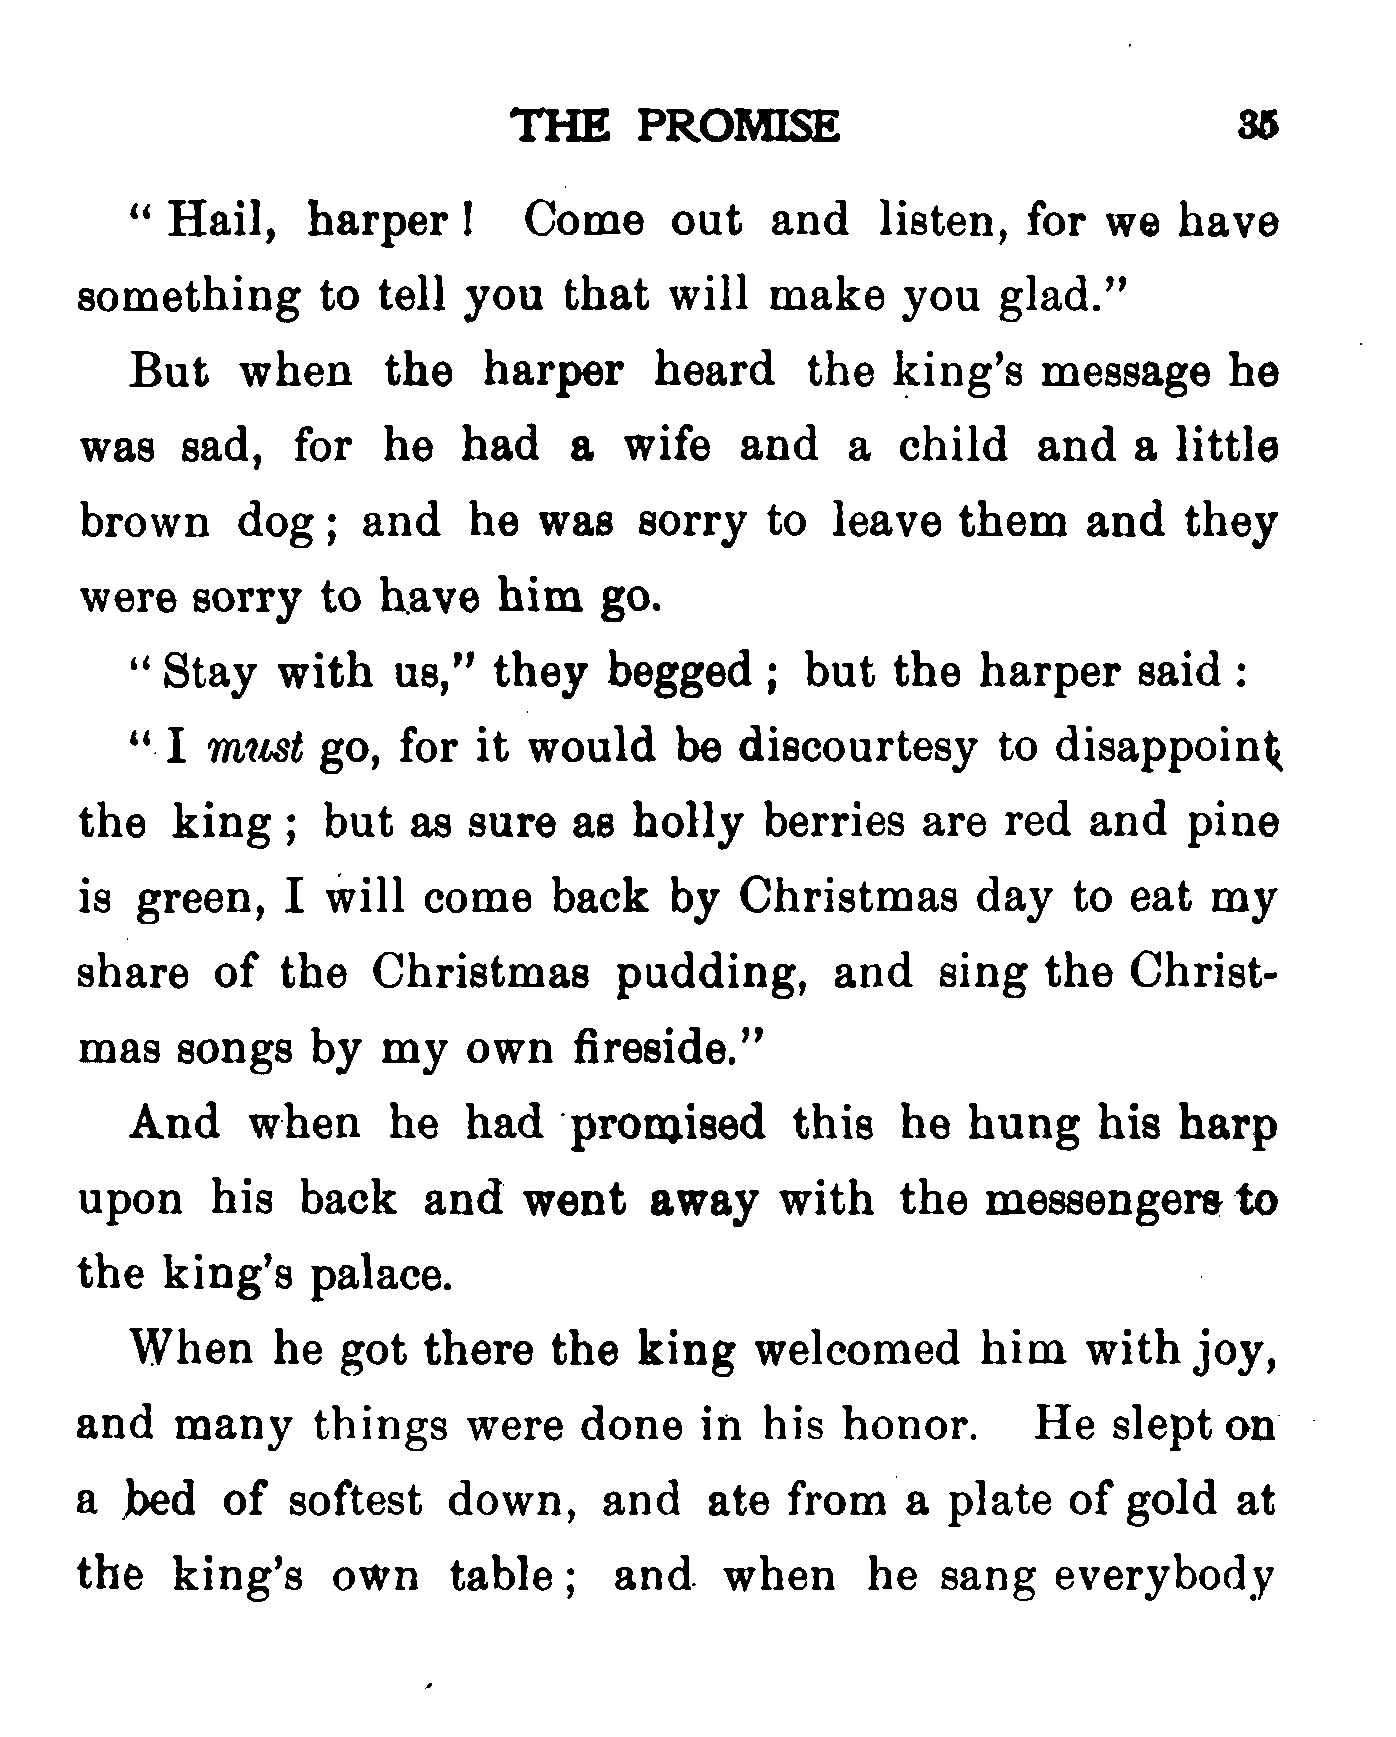 THE PROMISE 35
“ Hail, harper ! Come out and listen, for we have
something to tell you that will make you glad.”
But when the harper heard the king’s message he
was sad, for he had a wife and a child and a little
brown dog ; and he was sorry to leave them and they
were sorry to have him go.
“ Stay with us,” they begged ; but the harper said :
“ I must go, for it would be discourtesy to disappoint
the king ; but as sure as holly berries are red and pine
is green, I will come back by Christmas day to eat my
share of the Christmas pudding, and sing the Christ-
mas songs by my own fireside.”
And when he had promised this he hung his harp
upon his back and went away with the messengers to
the king’s palace.
When he got there the king welcomed him with joy,
and many things were done in his honor. He slept on
a bed of softest down, and ate from a plate of gold at
the king’s own table ; and when he sang everybody